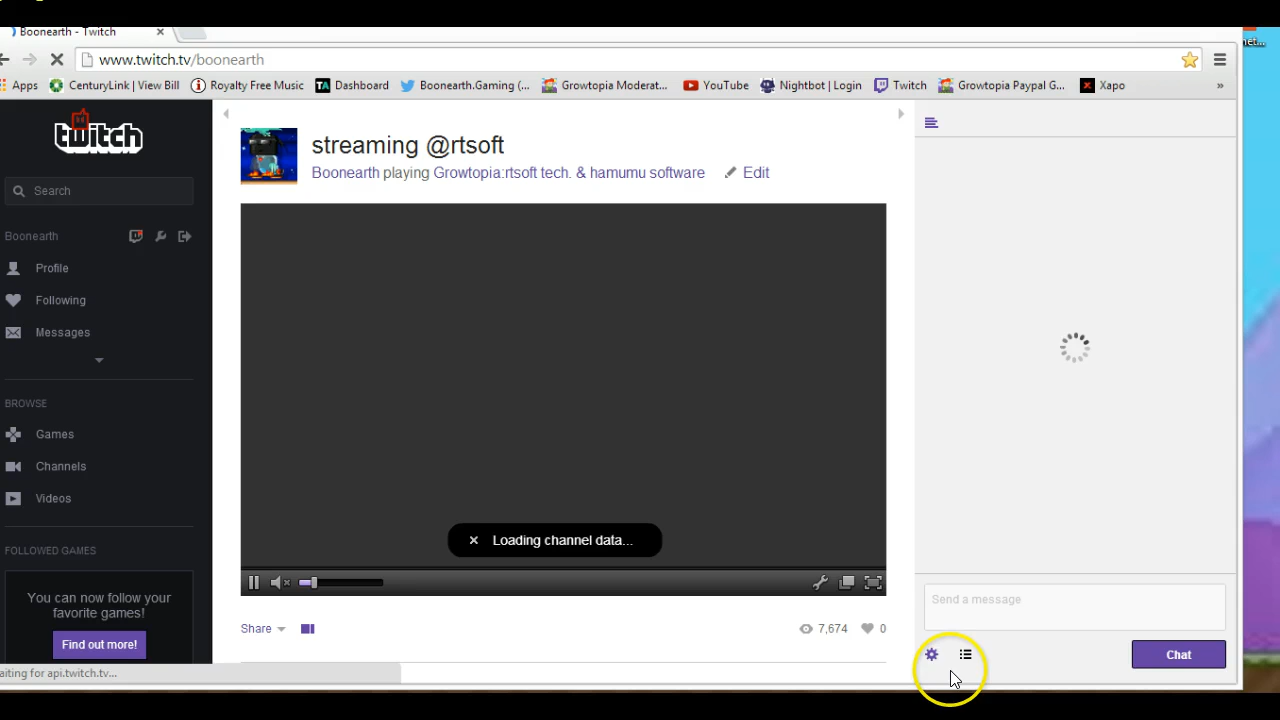 Boonearth - Twitch
www.twitch.tv/boonearth
Apps CenturyLink | View Bill Royalty Free Music TA Dashboard Boonearth.Gaming (... Growtopia Moderat... YouTube Nightbot | Login Twitch Growtopia Paypal G... Xapo »
twitch
Search
Boonearth
Profile
Following
Messages
BROWSE
Games
Channels
Videos
FOLLOWED GAMES
You can now follow your
favorite games!
Find out more!
aiting for api.twitch.tv...
streaming @rtsoft
Boonearth playing Growtopia:rtsoft tech. & hamumu software Edit
Loading channel data...
Share 7,674 0
Send a message
Chat